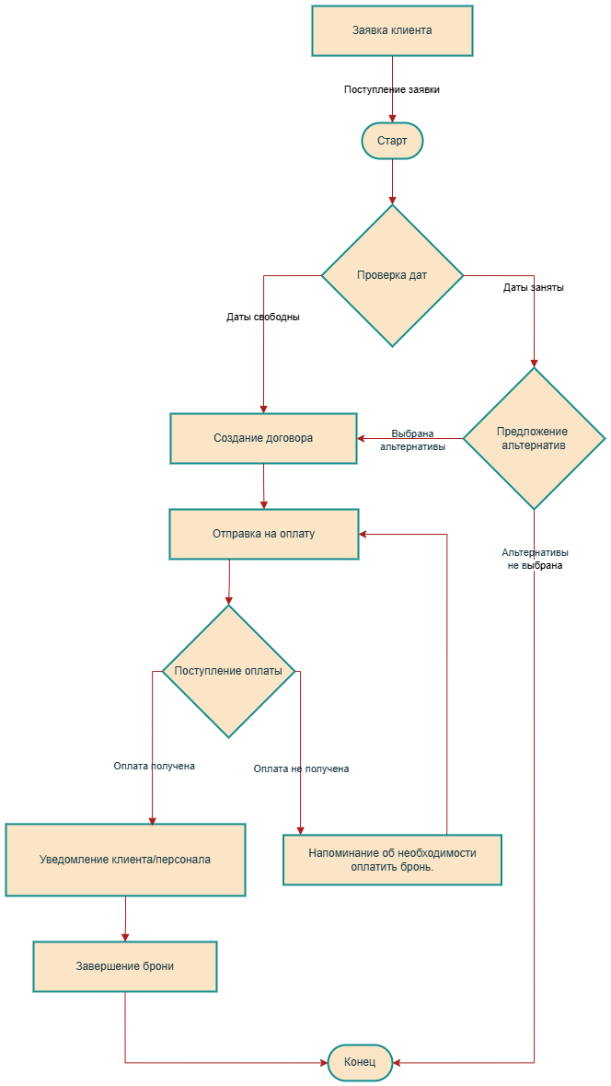 Заявка клиента
Поступление заявки
Старт
Проверка дат
Даты заняты
Даты свободны
Предложение
альтернатив
Выбрана
альтернативы
Создание договора
Отправка на оплату
Альтернативы
не выбрана
Поступление оплаты
Оплата получена
Оплата не получена
Уведомление клиента/персонала
Напоминание об необходимости
оплатить бронь.
Завершение брони
Конец